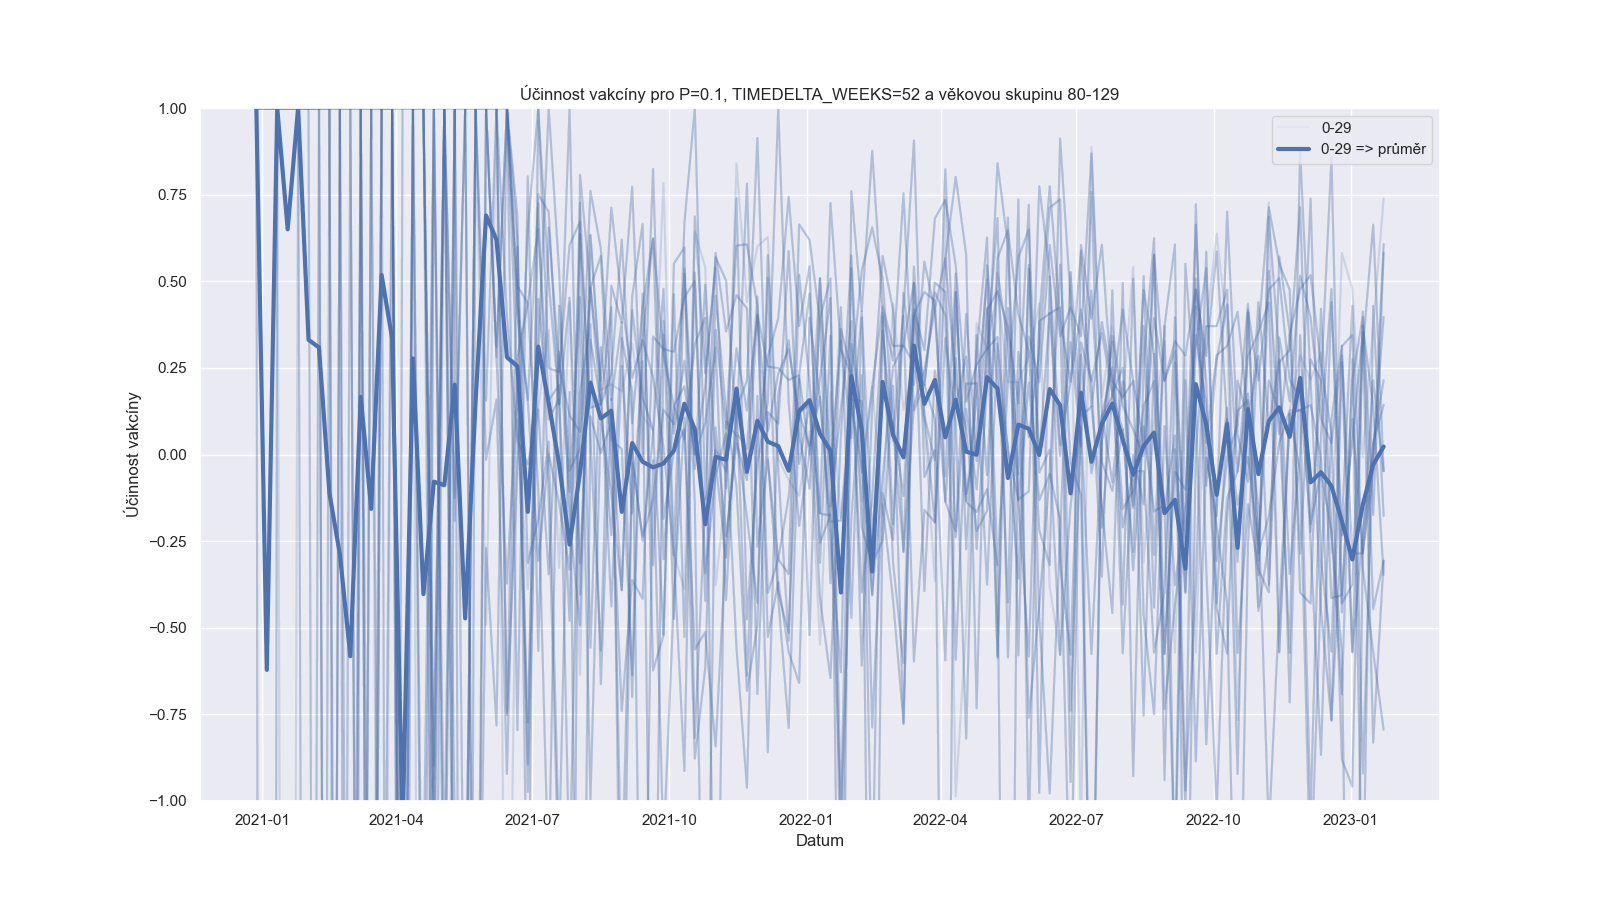 Účinnost vakcíny pro P=0.1, TIMEDELTA_WEEKS=52 a věkovou skupinu 80-129
0-29
0-29 => průměr
Účinnost vakcíny
1.00
0.75
0.50
0.25
0.00
−0.25
−0.50
−0.75
−1.00
2021-01 2021-04 2021-07 2021-10 2022-01 2022-04 2022-07 2022-10 2023-01
Datum